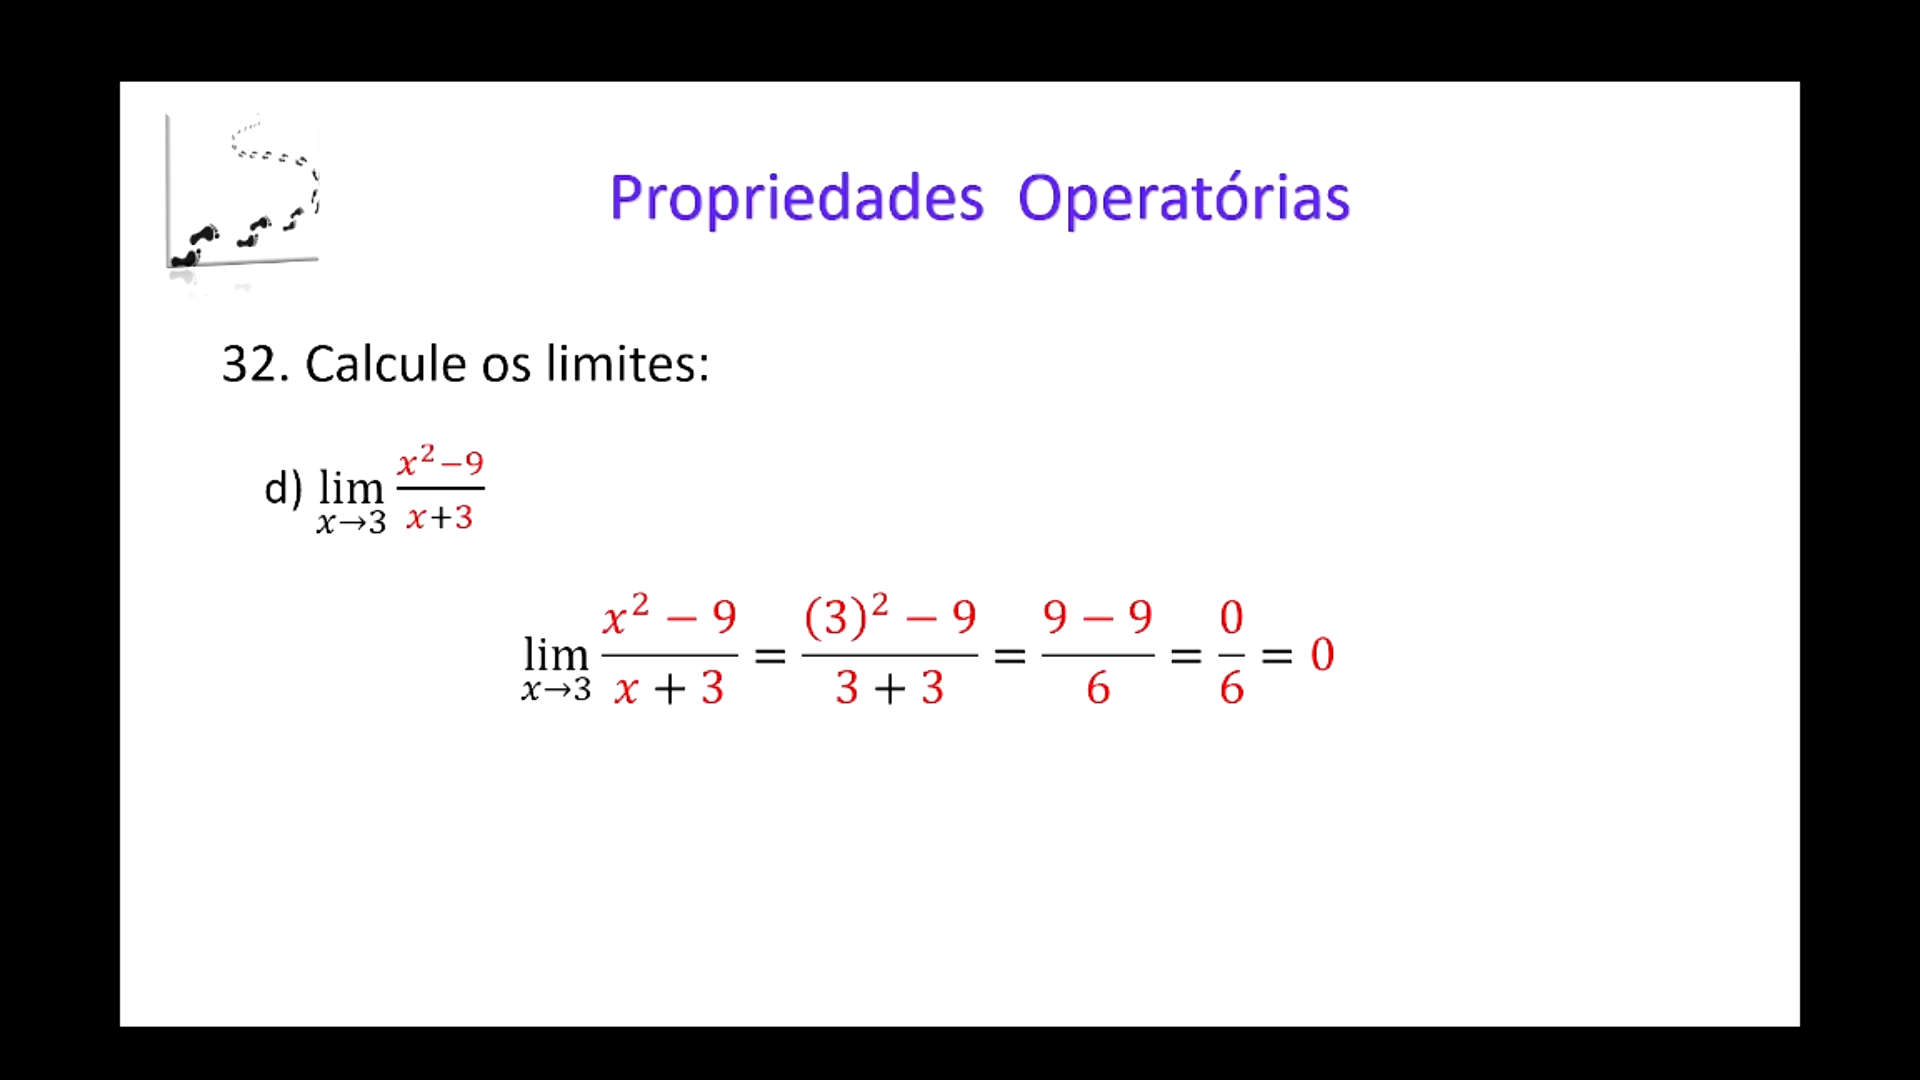 Propriedades Operatórias
32. Calcule os limites:
d) lim x→3 x²−9 / x+3
lim x→3 x² − 9 / x + 3 = (3)² − 9 / 3 + 3 = 9 − 9 / 6 = 0 / 6 = 0